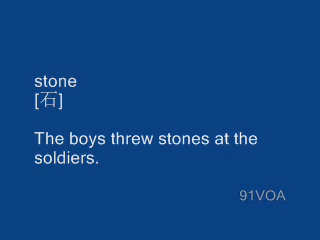 stone
[石]
The boys threw stones at the
soldiers.
91VOA